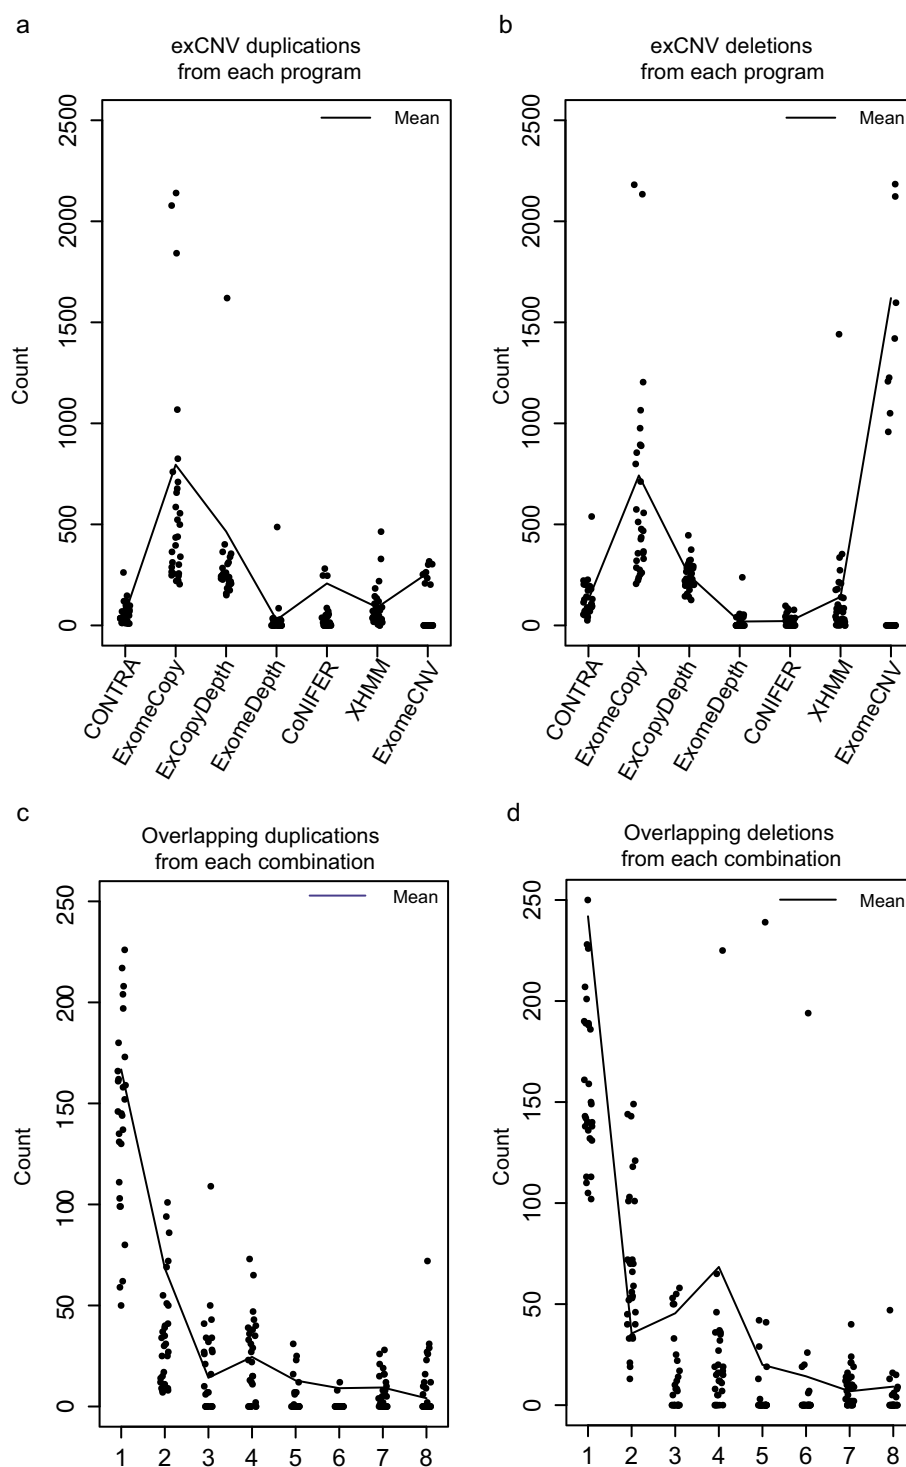 a
exCNV duplications
from each program
Mean
2500
2000
1500
1000
500
0
Count
CONTRA
ExomeCopy
ExCopyDepth
ExomeDepth
CoNIFER
XHMM
ExomeCNV
b
exCNV deletions
from each program
Mean
2500
2000
1500
1000
500
0
Count
CONTRA
ExomeCopy
ExCopyDepth
ExomeDepth
CoNIFER
XHMM
ExomeCNV
c
Overlapping duplications
from each combination
Mean
250
200
150
100
50
0
Count
1 2 3 4 5 6 7 8
d
Overlapping deletions
from each combination
Mean
250
200
150
100
50
0
Count
1 2 3 4 5 6 7 8